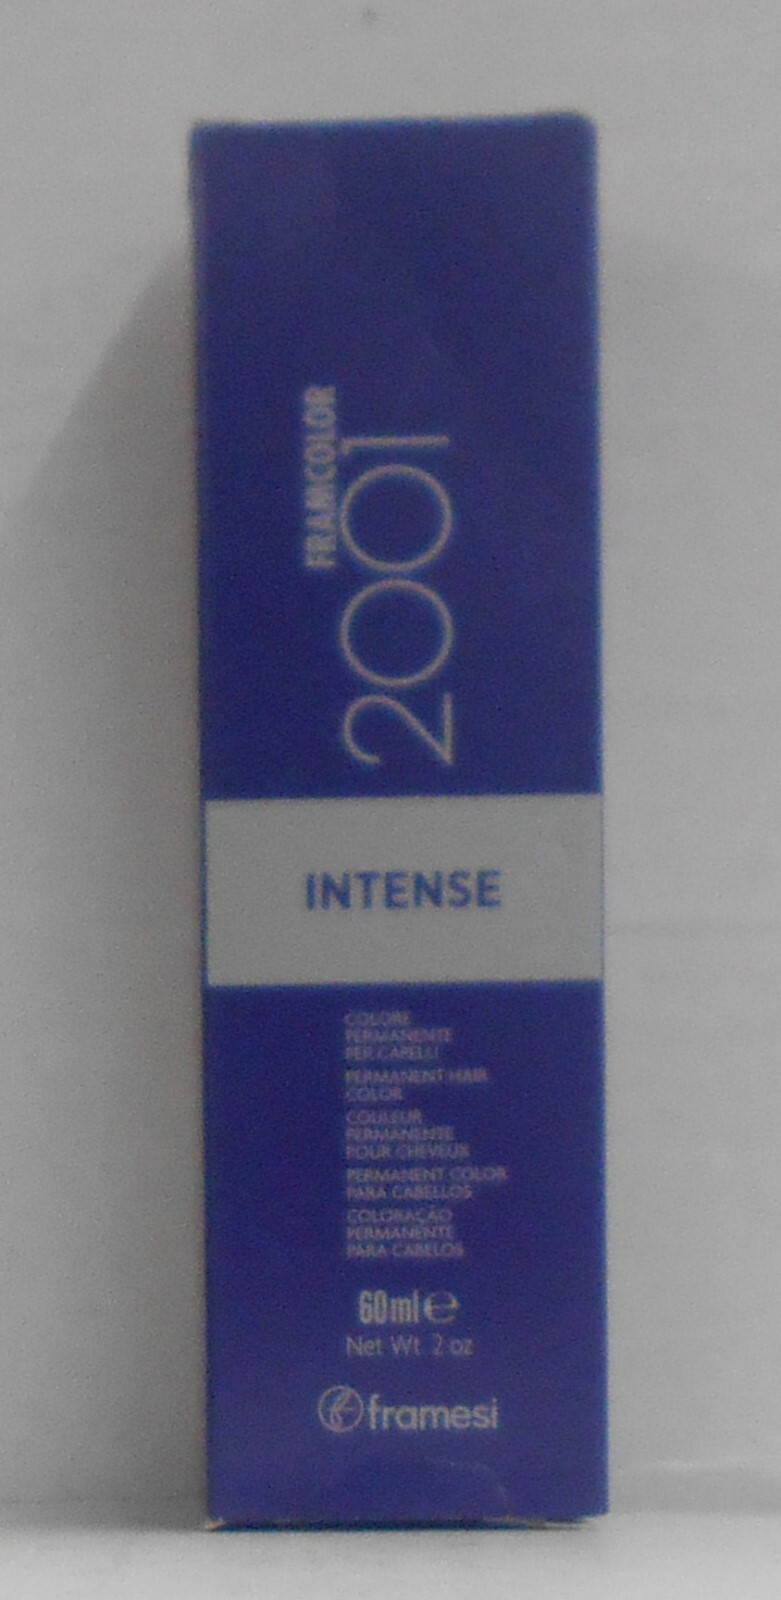 FRAMCOLOR
2001
INTENSE
COLORE
PERMANENTE
PER CAPELLI
PERMANENT HAIR
COLOR
COULEUR
PERMANENTE
POUR CHEVEUX
PERMANENT COLOR
PARA CABELLOS
COLORAÇÃO
PERMANENTE
PARA CABELOS
60ml℮
Net Wt. 2 oz
framesi